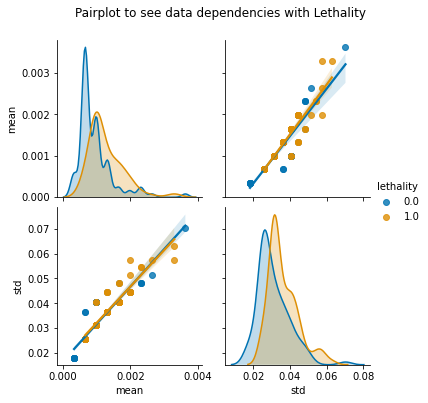 Pairplot to see data dependencies with Lethality
0.003
0.002
0.001
0.000
mean
lethality
0.0
1.0
0.07
0.06
0.05
0.04
0.03
0.02
std
0.000 0.002 0.004
mean
0.02 0.04 0.06 0.08
std